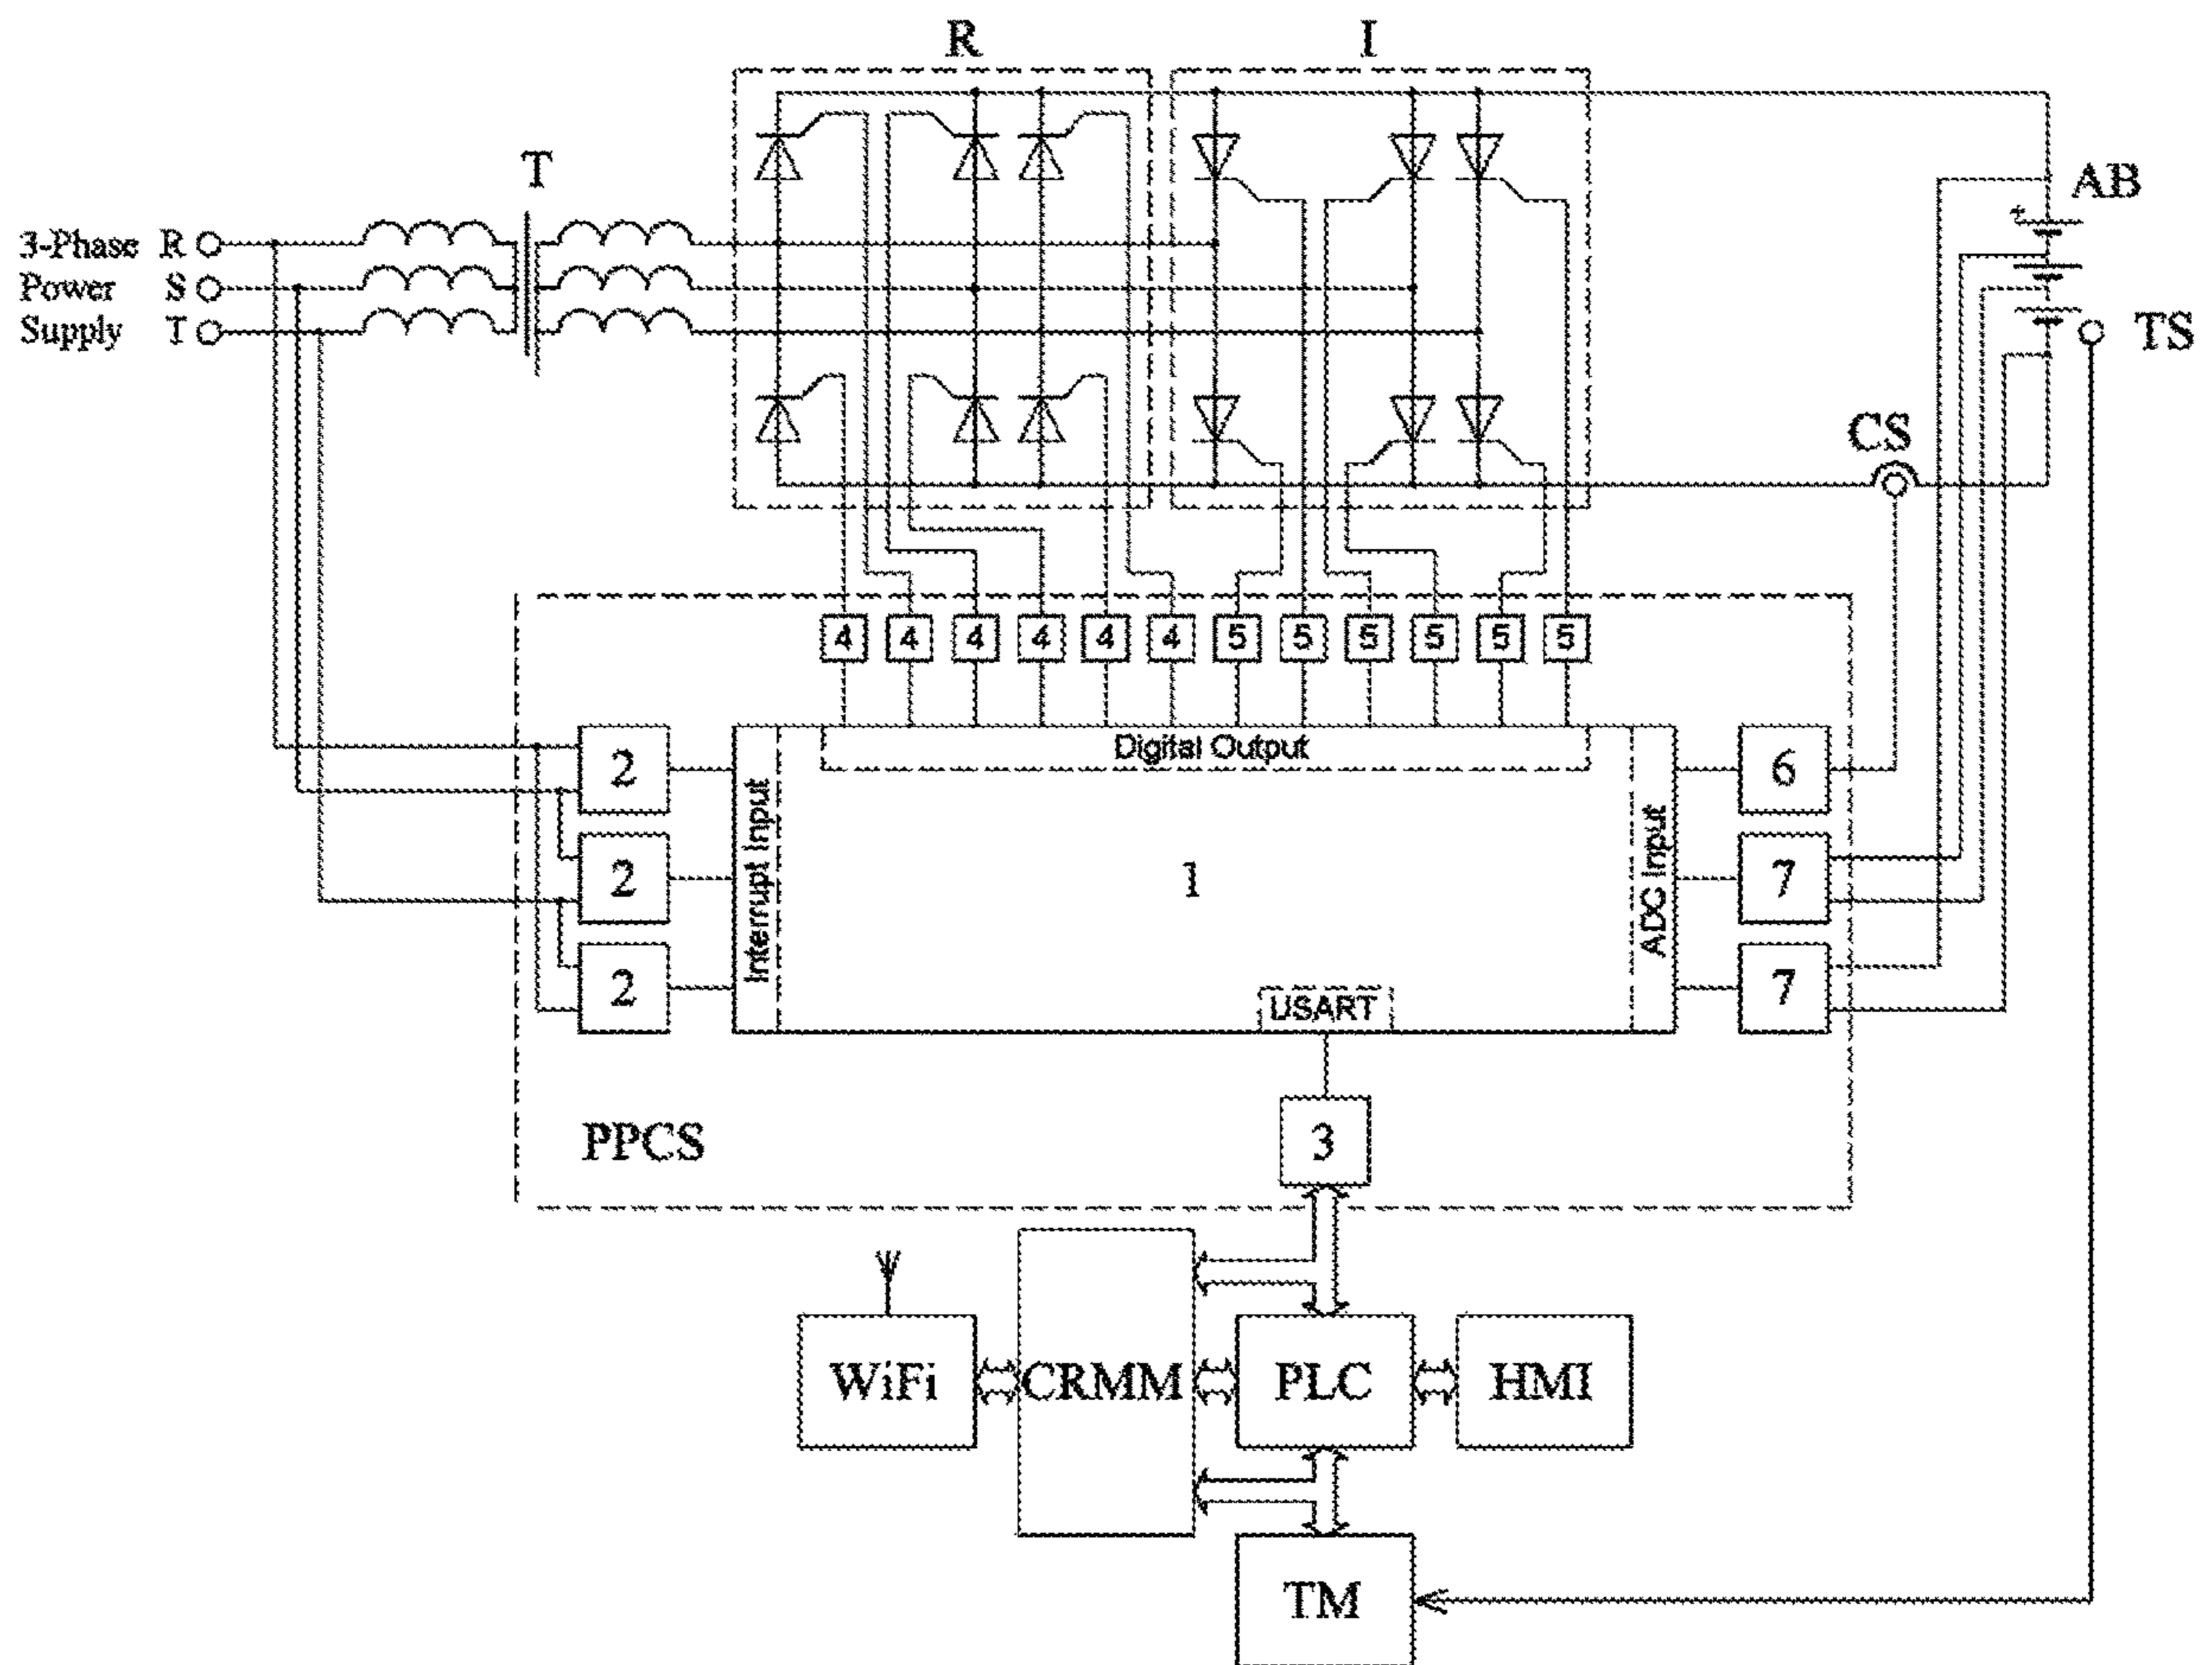 R I
T
AB
3-Phase R
Power S
Supply T
TS
CS
4 4 4 4 4 4 5 5 5 5 5 5
Digital Output
2
2
2
Interrupt Input
1
ADC Input
6
7
7
USART
3
PPCS
WiFi CRMM PLC HMI
TM